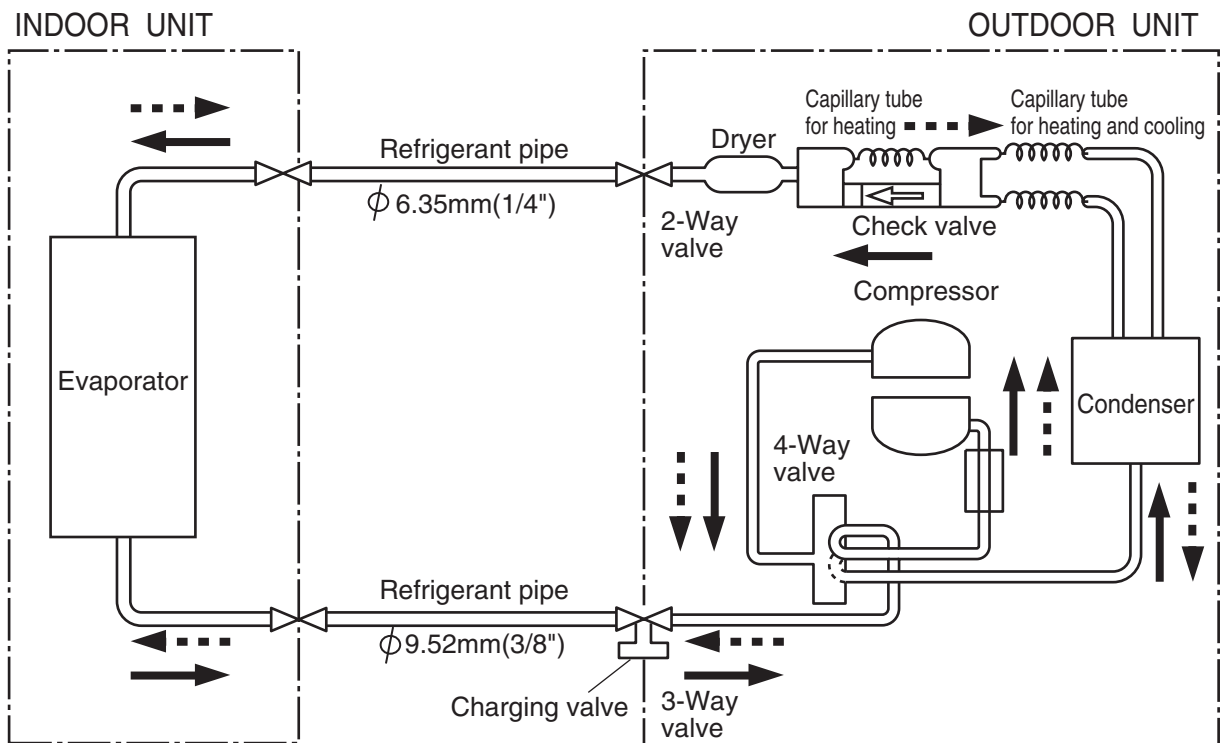 INDOOR UNIT
OUTDOOR UNIT
Capillary tube
for heating
Capillary tube
for heating and cooling
Dryer
Refrigerant pipe
ϕ 6.35mm(1/4")
2-Way
valve
Check valve
Compressor
Evaporator
Condenser
4-Way
valve
Refrigerant pipe
ϕ 9.52mm(3/8")
Charging valve
3-Way
valve